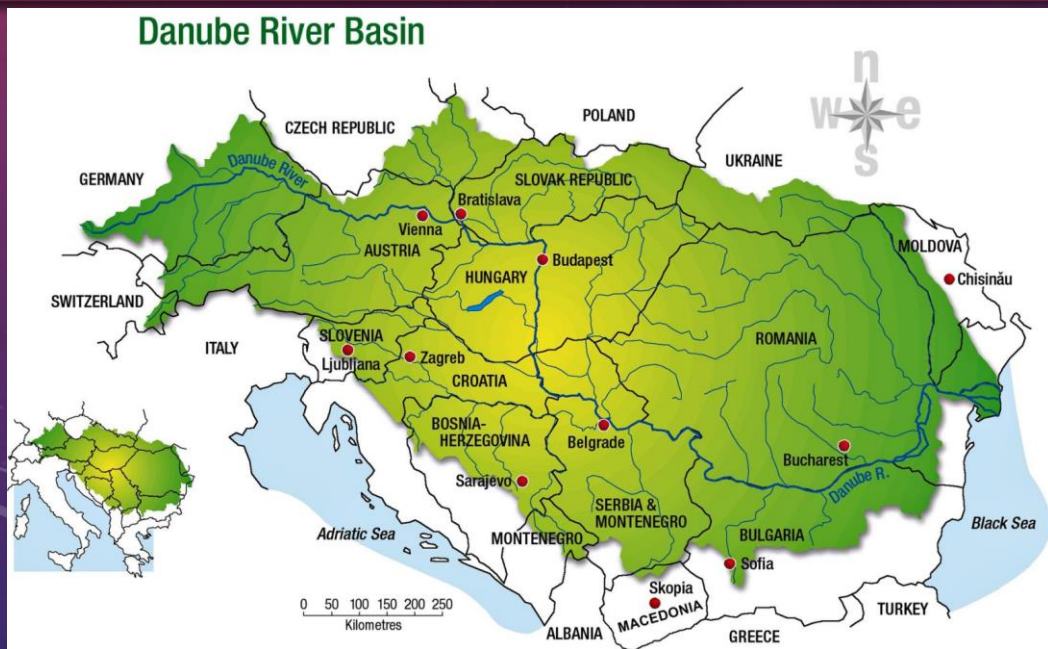 Danube River Basin
n
w e
s
POLAND
CZECH REPUBLIC
UKRAINE
Danube River
GERMANY
SLOVAK REPUBLIC
Bratislava
Vienna
MOLDOVA
AUSTRIA
Budapest
HUNGARY
Chisinău
SWITZERLAND
ITALY
SLOVENIA
ROMANIA
Ljubljana
Zagreb
CROATIA
BOSNIA-
HERZEGOVINA
Belgrade
Bucharest
Sarajevo
Danube R.
SERBIA &
MONTENEGRO
Adriatic Sea
MONTENEGRO
BULGARIA
Black Sea
Sofia
Skopia
MACEDONIA
0 50 100 150 200 250
Kilometres
ALBANIA
GREECE
TURKEY